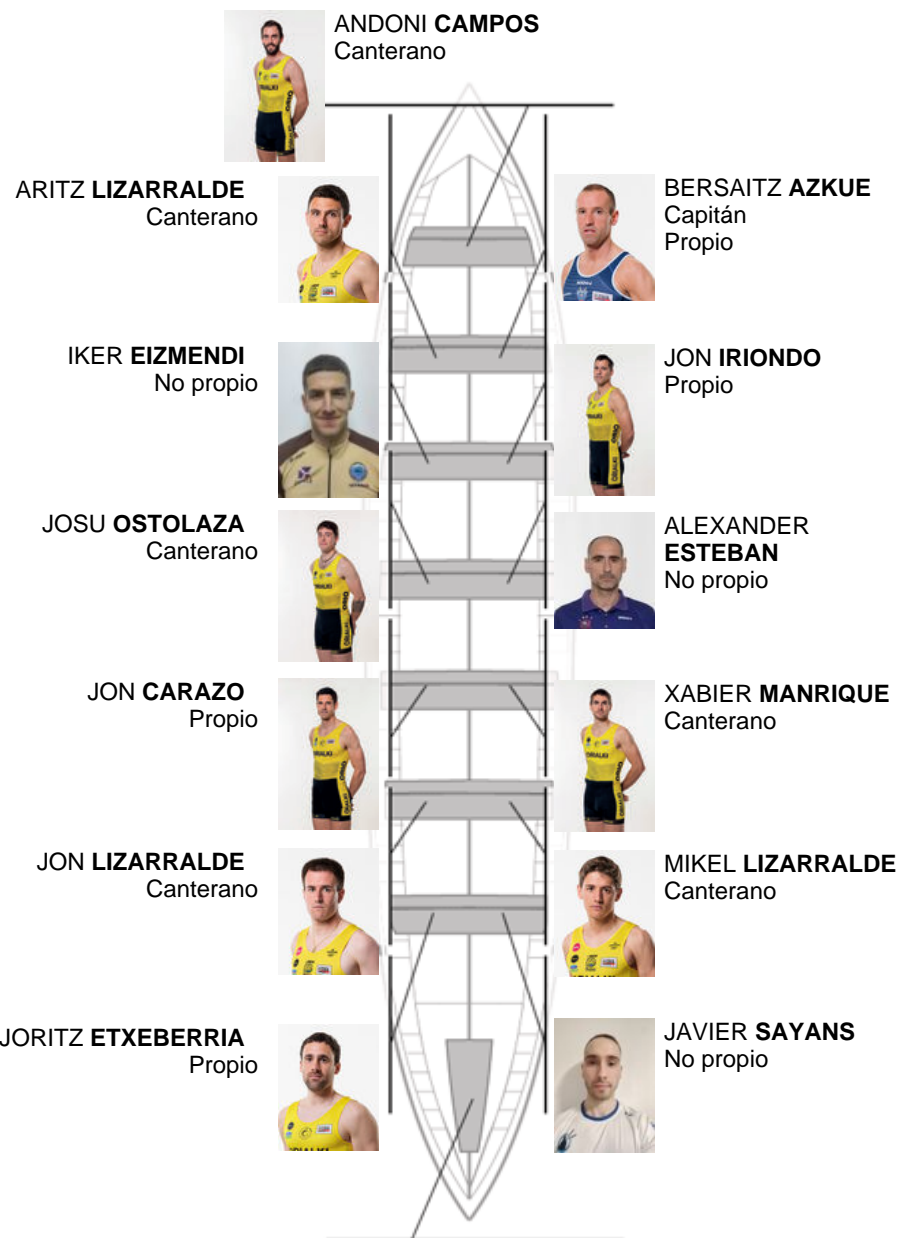 ANDONI CAMPOS
Canterano
ARITZ LIZARRALDE
Canterano
BERSAITZ AZKUE
Capitán
Propio
IKER EIZMENDI
No propio
JON IRIONDO
Propio
JOSU OSTOLAZA
Canterano
ALEXANDER
ESTEBAN
No propio
JON CARAZO
Propio
XABIER MANRIQUE
Canterano
JON LIZARRALDE
Canterano
MIKEL LIZARRALDE
Canterano
JORITZ ETXEBERRIA
Propio
JAVIER SAYANS
No propio